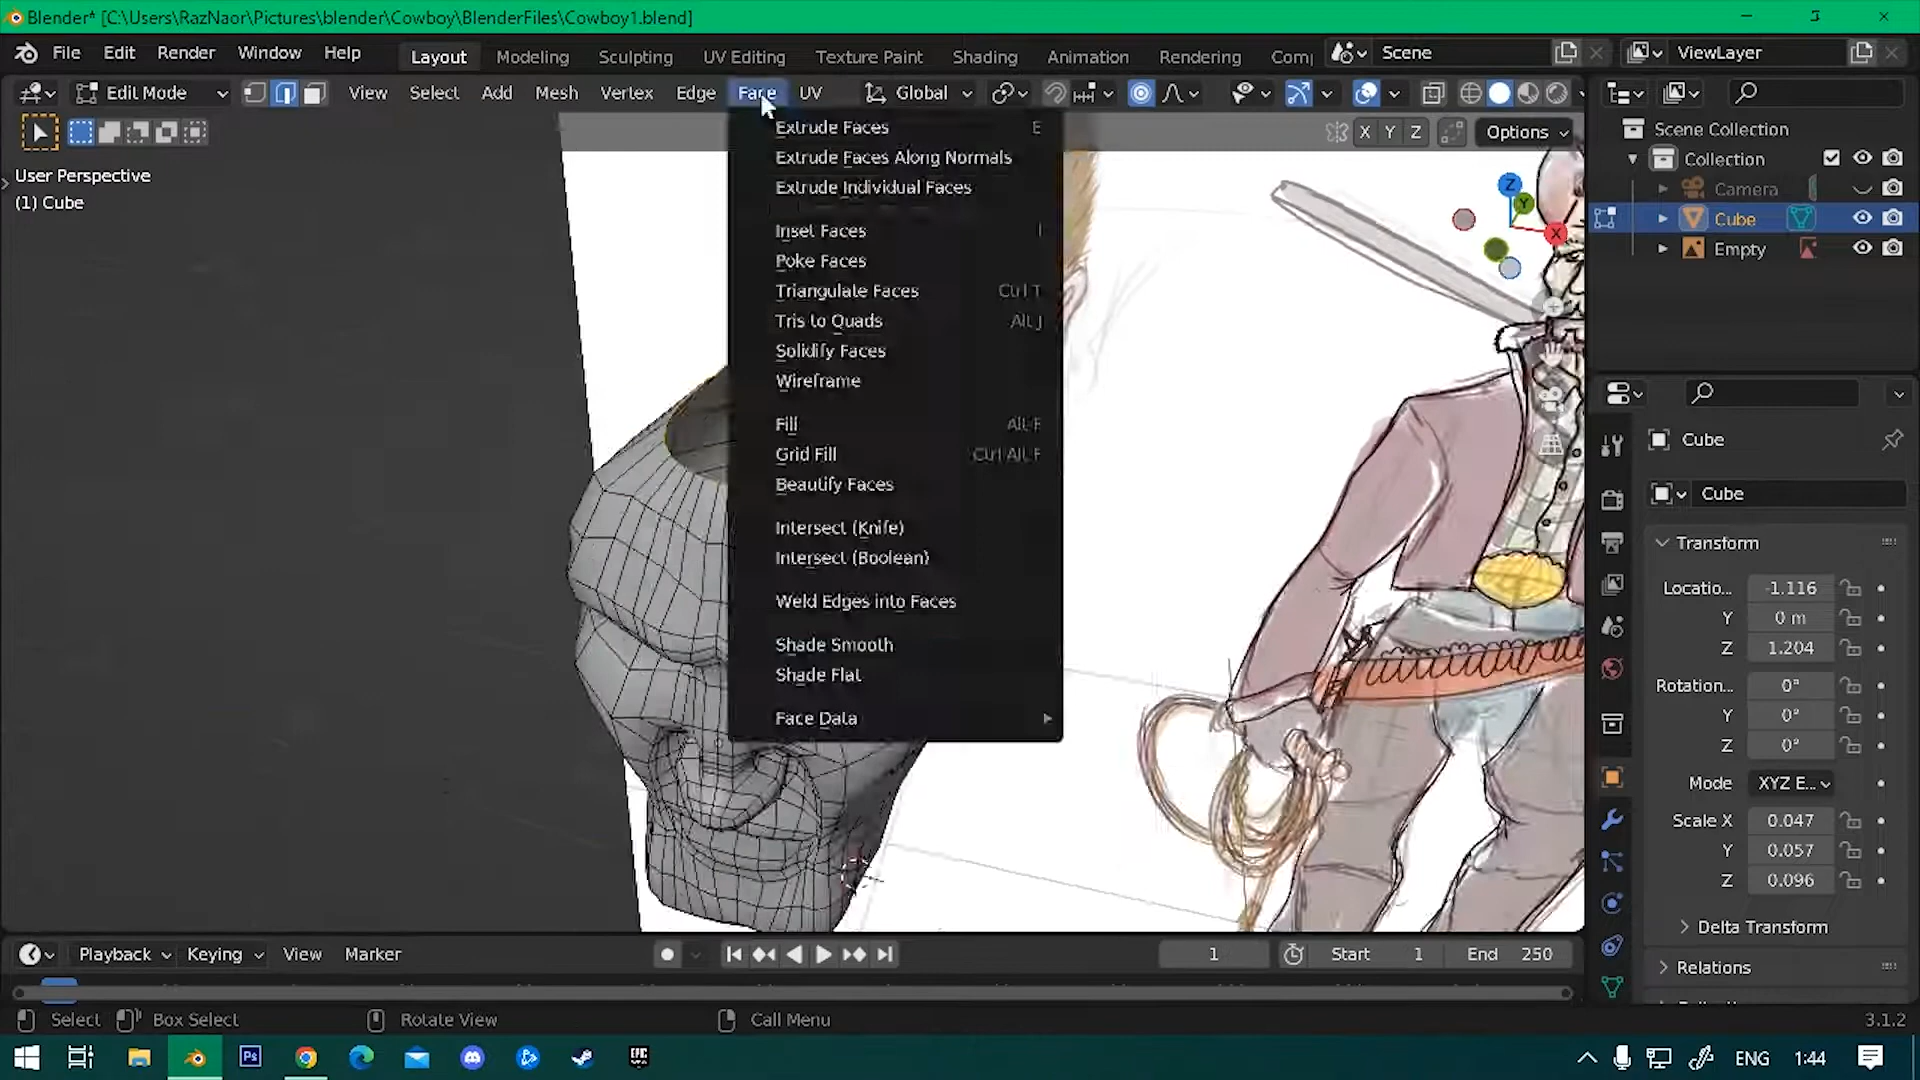 Blender* [C:\Users\RazNaor\Pictures\blender\Cowboy\BlenderFiles\Cowboy1.blend]
File Edit Render Window Help Layout Modeling Sculpting UV Editing Texture Paint Shading Animation Rendering Comp Scene ViewLayer
Edit Mode View Select Add Mesh Vertex Edge Face UV Global
X Y Z Options
User Perspective
(1) Cube
Extrude Faces E
Extrude Faces Along Normals
Extrude Individual Faces
Inset Faces I
Poke Faces
Triangulate Faces Ctrl T
Tris to Quads Alt J
Solidify Faces
Wireframe
Fill Alt F
Grid Fill Ctrl Alt F
Beautify Faces
Intersect (Knife)
Intersect (Boolean)
Weld Edges into Faces
Shade Smooth
Shade Flat
Face Data
Z
Y
X
Scene Collection
Collection
Camera
Cube
Empty
Cube
Cube
Transform
Locatio... -1.116
Y 0 m
Z 1.204
Rotation... 0°
Y 0°
Z 0°
Mode XYZ E...
Scale X 0.047
Y 0.057
Z 0.096
Delta Transform
Relations
Playback Keying View Marker 1 Start 1 End 250
Select Box Select Rotate View Call Menu 3.1.2
Ps EPIC ENG 1:44